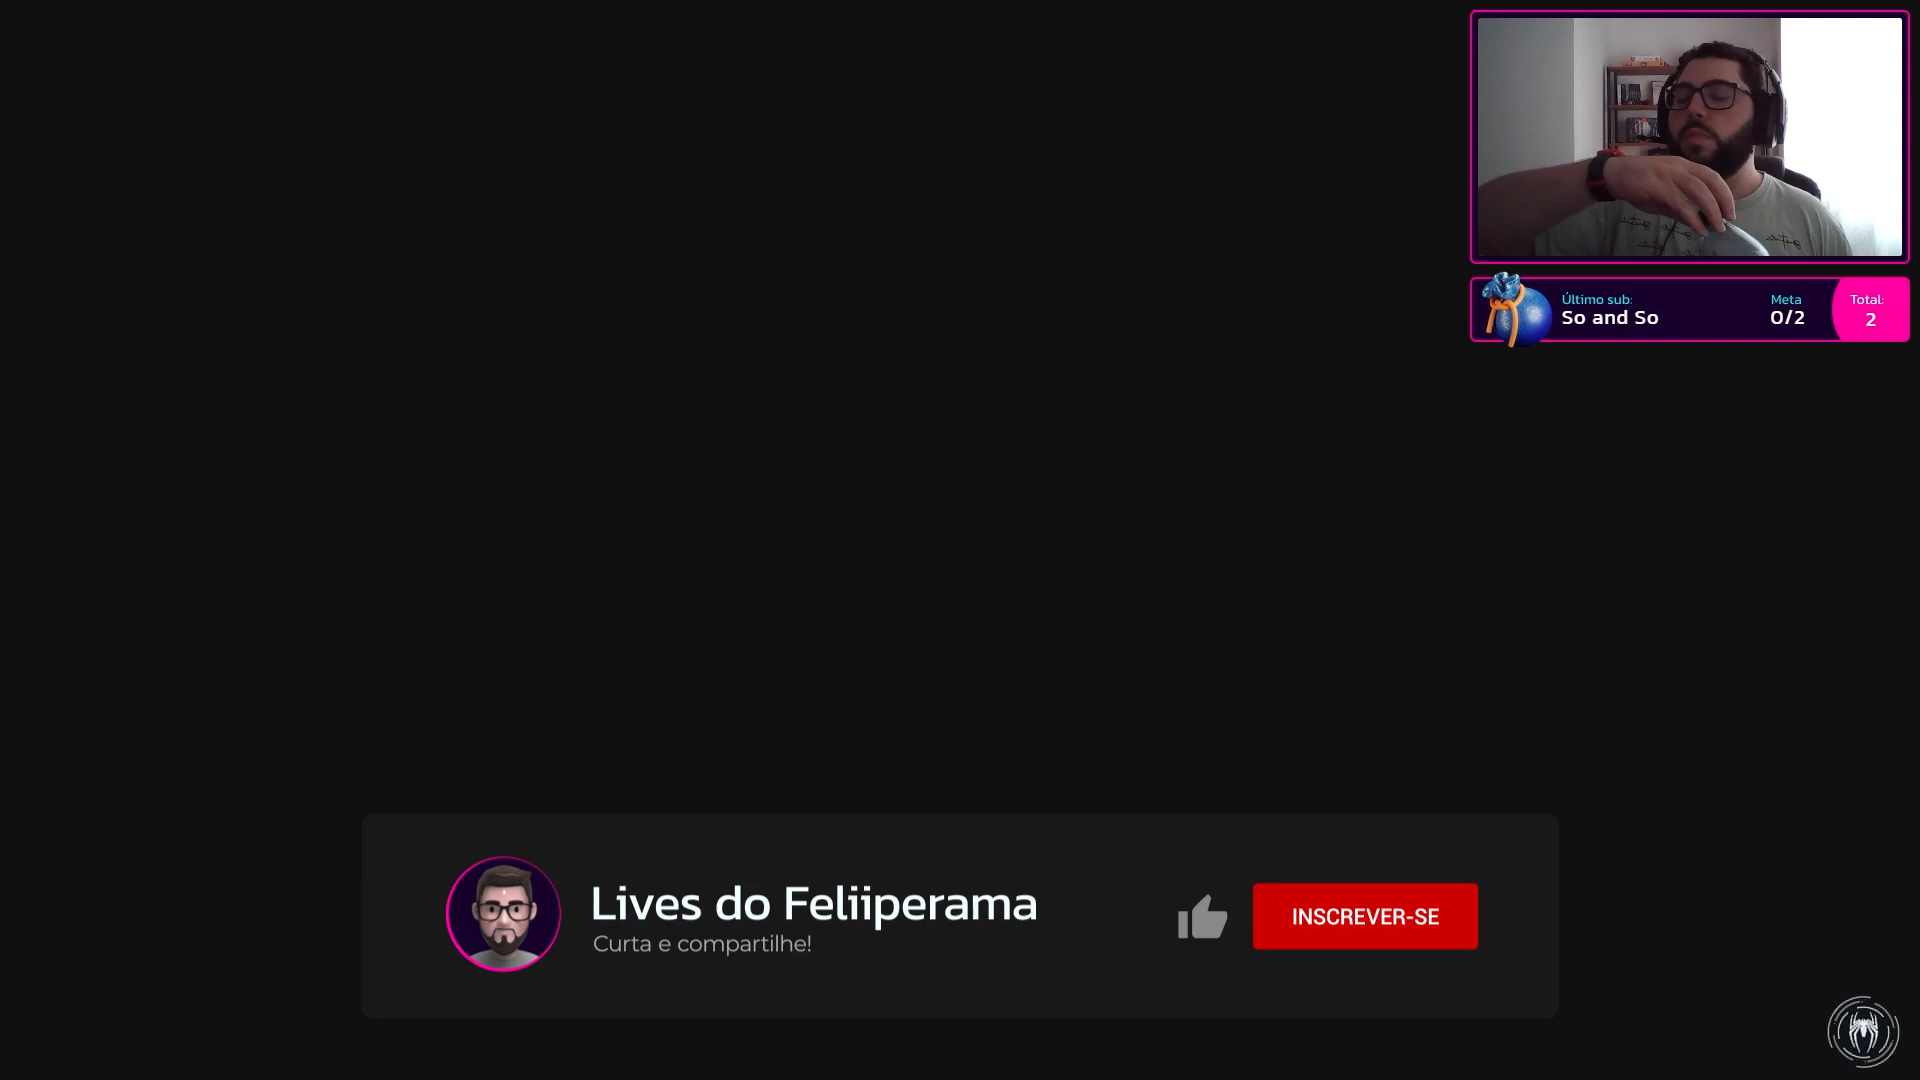 Último sub:
So and So
Meta
0/2
Total:
2
Lives do Feliiperama
Curta e compartilhe!
INSCREVER-SE